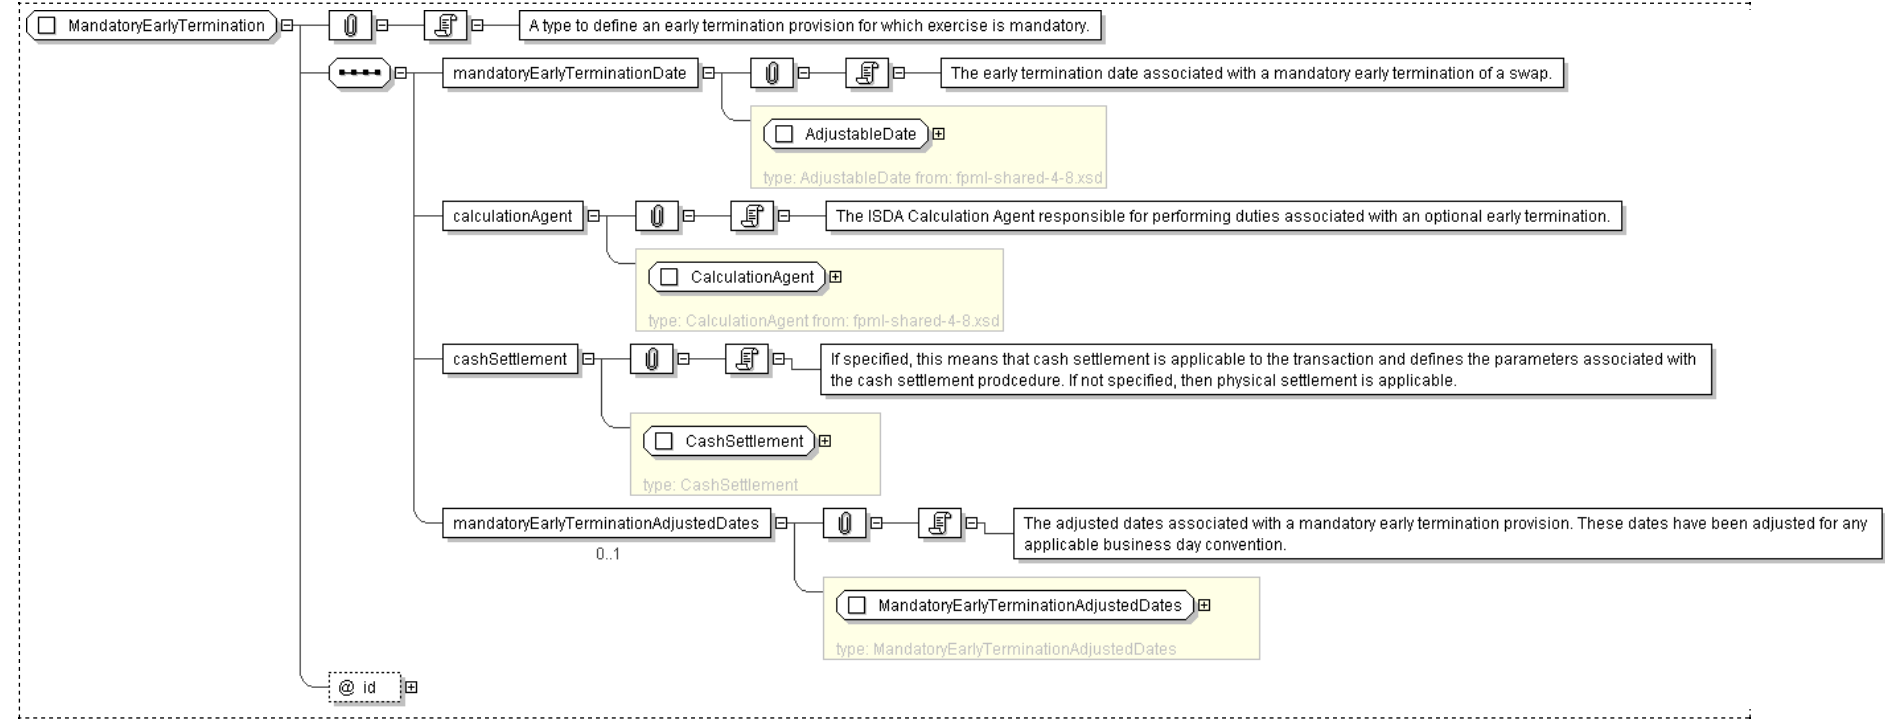 MandatoryEarlyTermination
A type to define an early termination provision for which exercise is mandatory.
mandatoryEarlyTerminationDate
The early termination date associated with a mandatory early termination of a swap.
AdjustableDate
type: AdjustableDate from: fpml-shared-4-8.xsd
calculationAgent
The ISDA Calculation Agent responsible for performing duties associated with an optional early termination.
CalculationAgent
type: CalculationAgent from: fpml-shared-4-8.xsd
cashSettlement
If specified, this means that cash settlement is applicable to the transaction and defines the parameters associated with
the cash settlement prodcedure. If not specified, then physical settlement is applicable.
CashSettlement
type: CashSettlement
mandatoryEarlyTerminationAdjustedDates
0..1
The adjusted dates associated with a mandatory early termination provision. These dates have been adjusted for any
applicable business day convention.
MandatoryEarlyTerminationAdjustedDates
type: MandatoryEarlyTerminationAdjustedDates
@ id